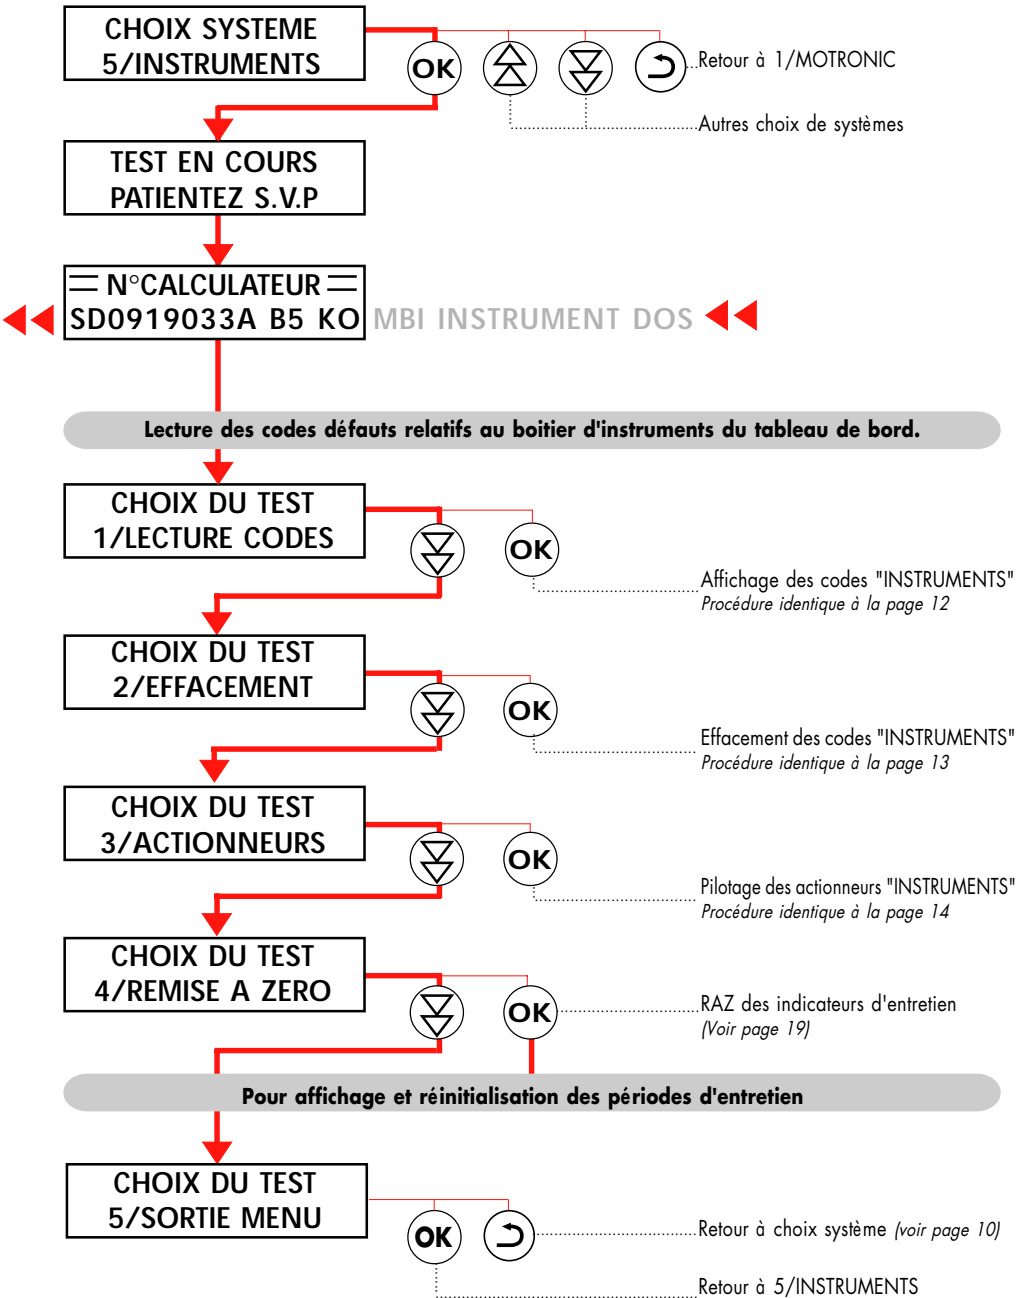 CHOIX SYSTEME
5/INSTRUMENTS
OK
Retour à 1/MOTRONIC
Autres choix de systèmes
TEST EN COURS
PATIENTEZ S.V.P
N°CALCULATEUR
SD0919033A B5 KO MBI INSTRUMENT DOS
Lecture des codes défauts relatifs au boitier d'instruments du tableau de bord.
CHOIX DU TEST
1/LECTURE CODES
OK
Affichage des codes "INSTRUMENTS"
Procédure identique à la page 12
CHOIX DU TEST
2/EFFACEMENT
OK
Effacement des codes "INSTRUMENTS"
Procédure identique à la page 13
CHOIX DU TEST
3/ACTIONNEURS
OK
Pilotage des actionneurs "INSTRUMENTS"
Procédure identique à la page 14
CHOIX DU TEST
4/REMISE A ZERO
OK
RAZ des indicateurs d'entretien
(Voir page 19)
Pour affichage et réinitialisation des périodes d'entretien
CHOIX DU TEST
5/SORTIE MENU
OK
Retour à choix système (voir page 10)
Retour à 5/INSTRUMENTS